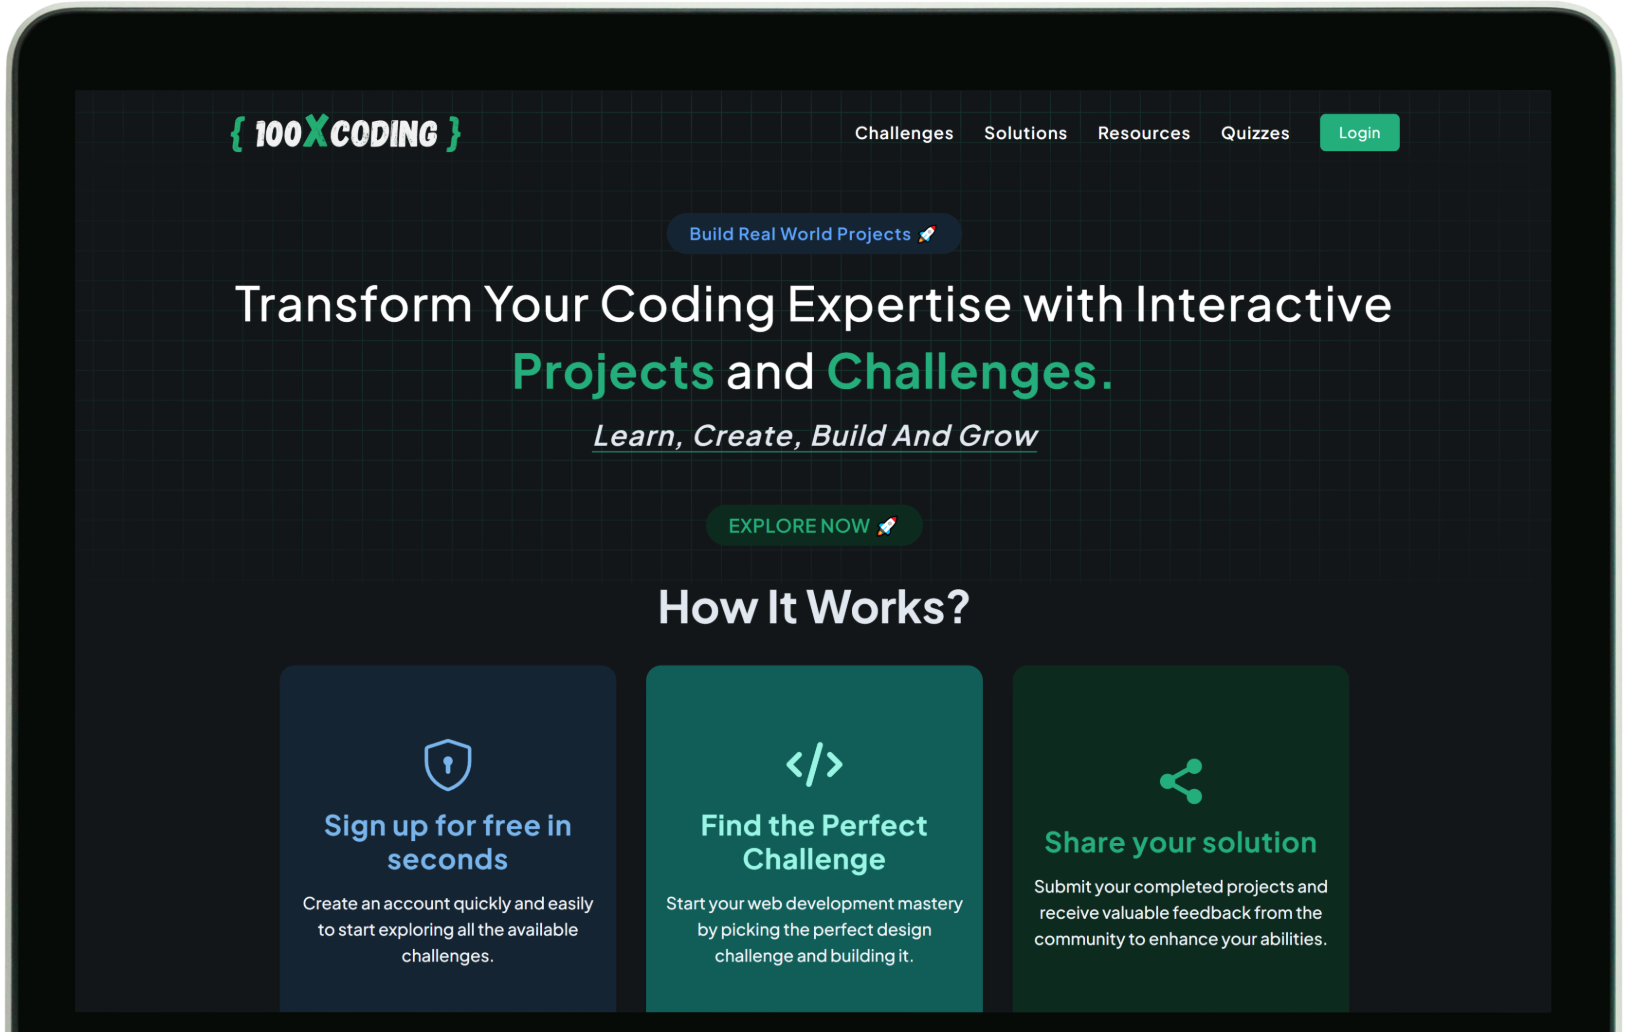 { 100XCODING }
Challenges Solutions Resources Quizzes Login
Build Real World Projects 🚀
Transform Your Coding Expertise with Interactive
Projects and Challenges.
Learn, Create, Build And Grow
EXPLORE NOW 🚀
How It Works?
Sign up for free in
seconds
Create an account quickly and easily
to start exploring all the available
challenges.
Find the Perfect
Challenge
Start your web development mastery
by picking the perfect design
challenge and building it.
Share your solution
Submit your completed projects and
receive valuable feedback from the
community to enhance your abilities.